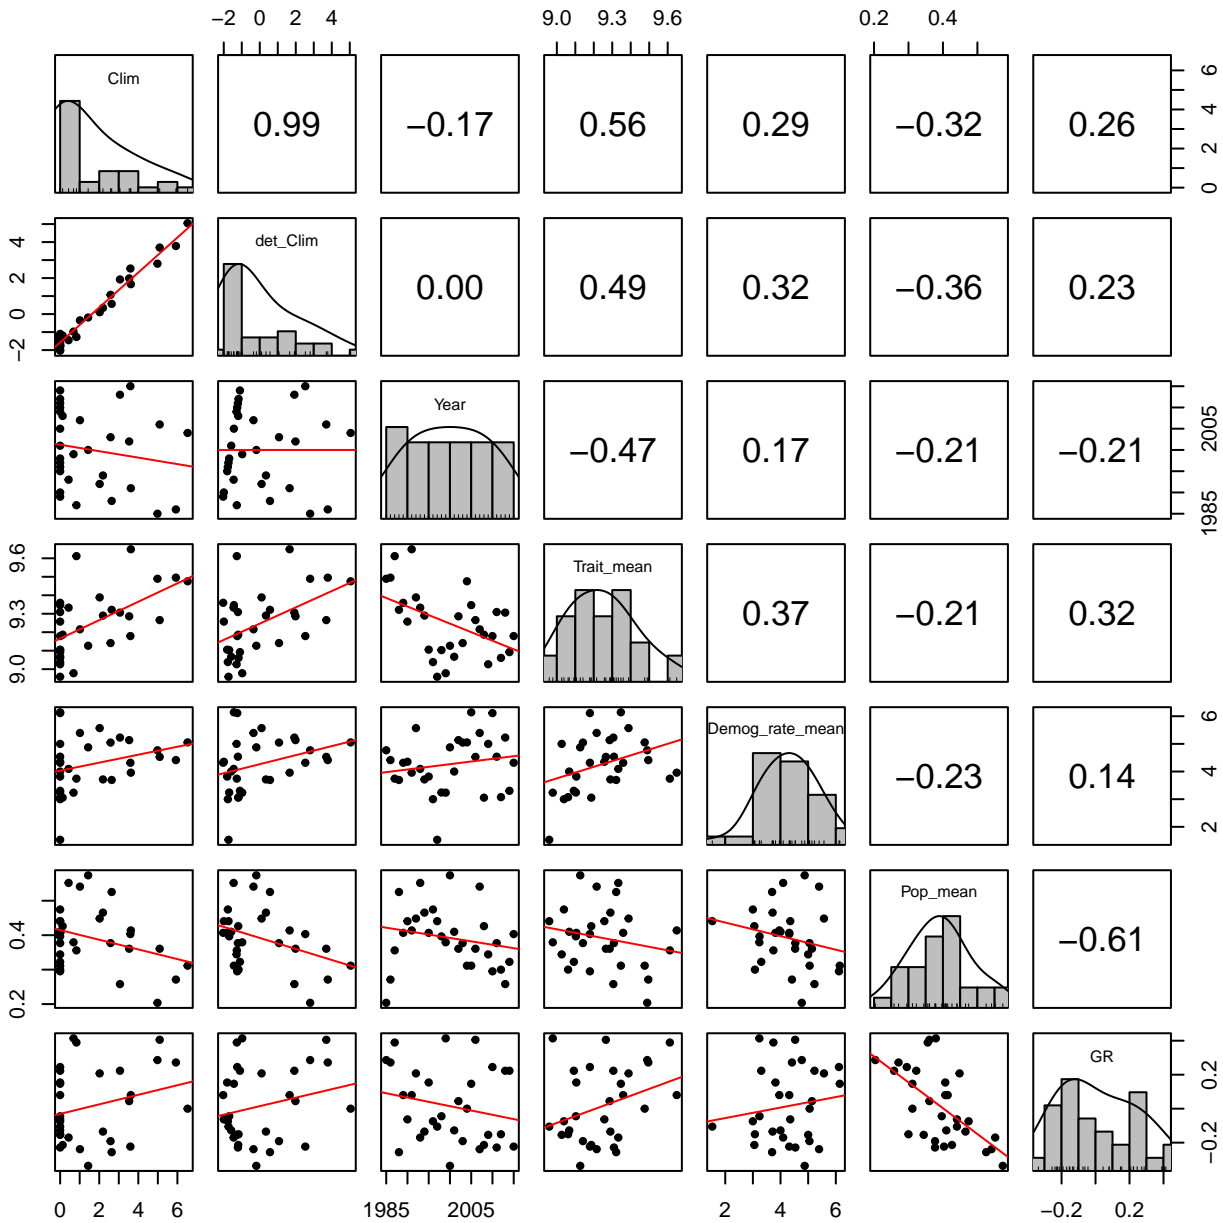 −2 0 2 4 9.0 9.3 9.6 0.2 0.4
Clim 0.99 −0.17 0.56 0.29 −0.32 0.26
0 2 4 6
−2 0 2 4
det_Clim 0.00 0.49 0.32 −0.36 0.23
Year −0.47 0.17 −0.21 −0.21
1985 2005
9.0 9.3 9.6
Trait_mean 0.37 −0.21 0.32
Demog_rate_mean −0.23 0.14
2 4 6
0.2 0.4
Pop_mean −0.61
GR
−0.2 0.2
0 2 4 6 1985 2005 2 4 6 −0.2 0.2